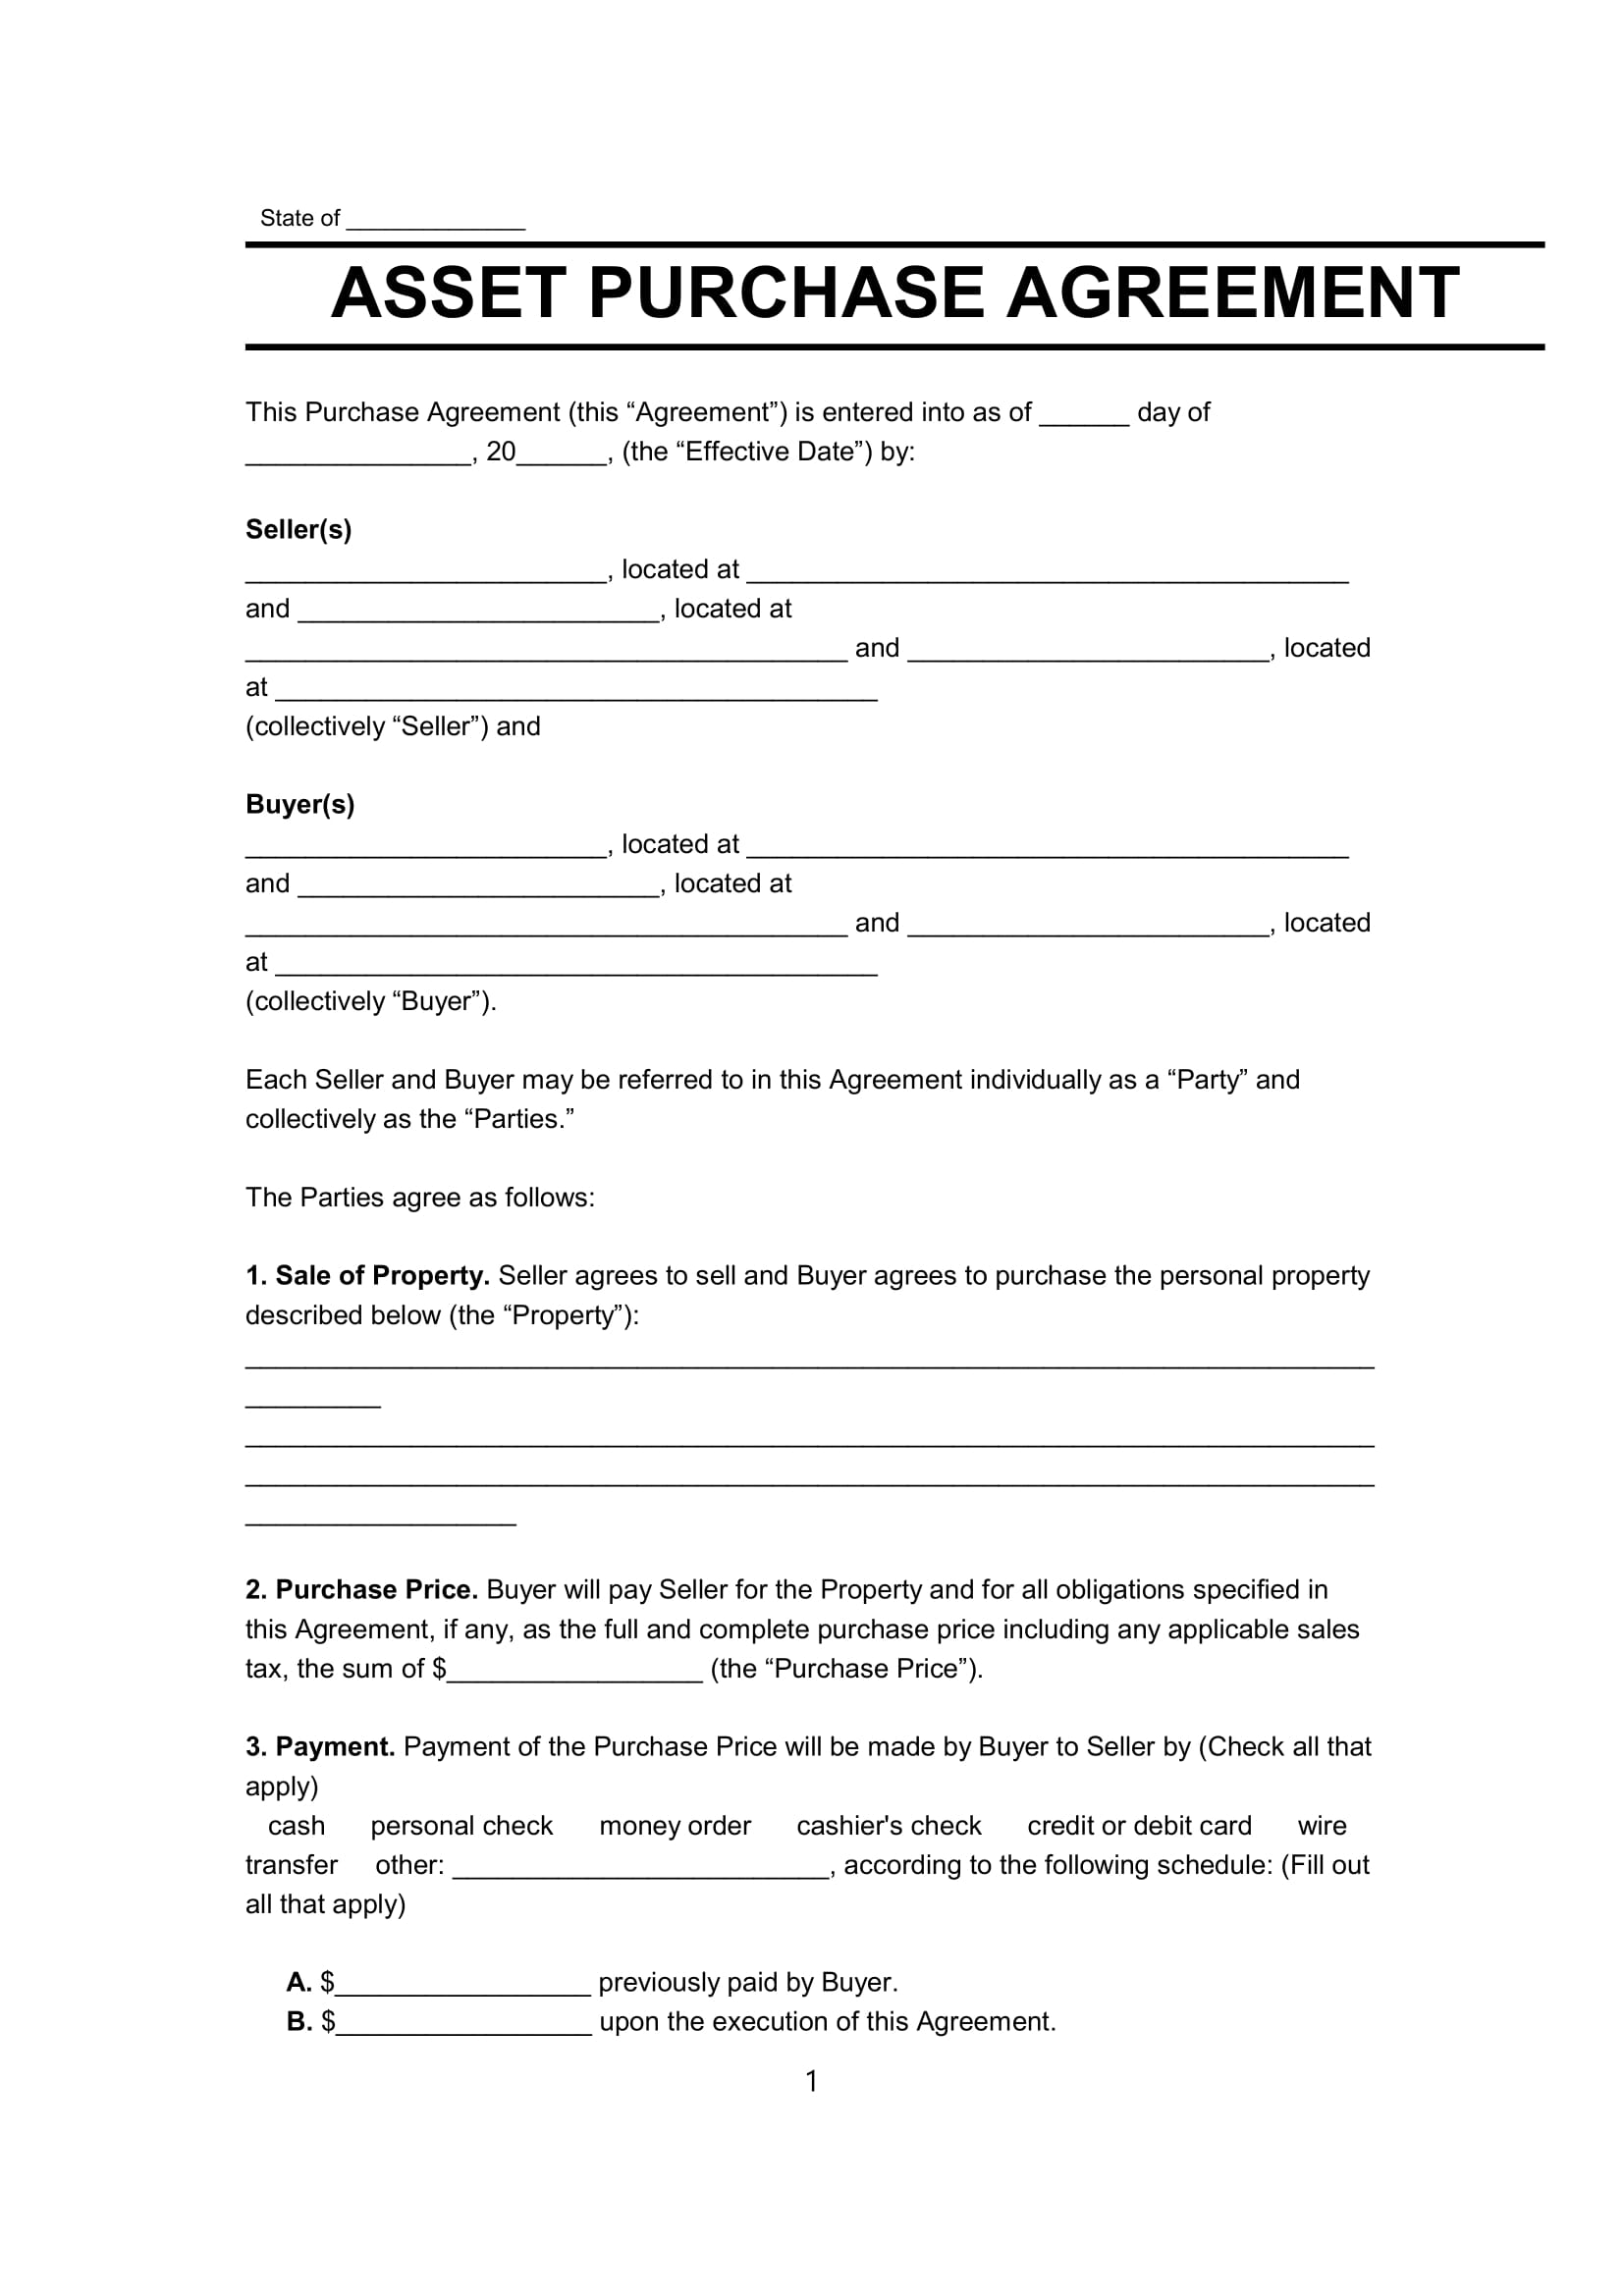 State of ______________
ASSET PURCHASE AGREEMENT
This Purchase Agreement (this “Agreement”) is entered into as of ______ day of
_______________, 20______, (the “Effective Date”) by:
Seller(s)
________________________, located at ________________________________________
and ________________________, located at
________________________________________ and ________________________, located
at ________________________________________
(collectively “Seller”) and
Buyer(s)
________________________, located at ________________________________________
and ________________________, located at
________________________________________ and ________________________, located
at ________________________________________
(collectively “Buyer”).
Each Seller and Buyer may be referred to in this Agreement individually as a “Party” and
collectively as the “Parties.”
The Parties agree as follows:
1. Sale of Property. Seller agrees to sell and Buyer agrees to purchase the personal property
described below (the “Property”):
___________________________________________________________________________
_________
___________________________________________________________________________
___________________________________________________________________________
__________________
2. Purchase Price. Buyer will pay Seller for the Property and for all obligations specified in
this Agreement, if any, as the full and complete purchase price including any applicable sales
tax, the sum of $_________________ (the “Purchase Price”).
3. Payment. Payment of the Purchase Price will be made by Buyer to Seller by (Check all that
apply)
cash personal check money order cashier's check credit or debit card wire
transfer other: _________________________, according to the following schedule: (Fill out
all that apply)
A. $_________________ previously paid by Buyer.
B. $_________________ upon the execution of this Agreement.
1